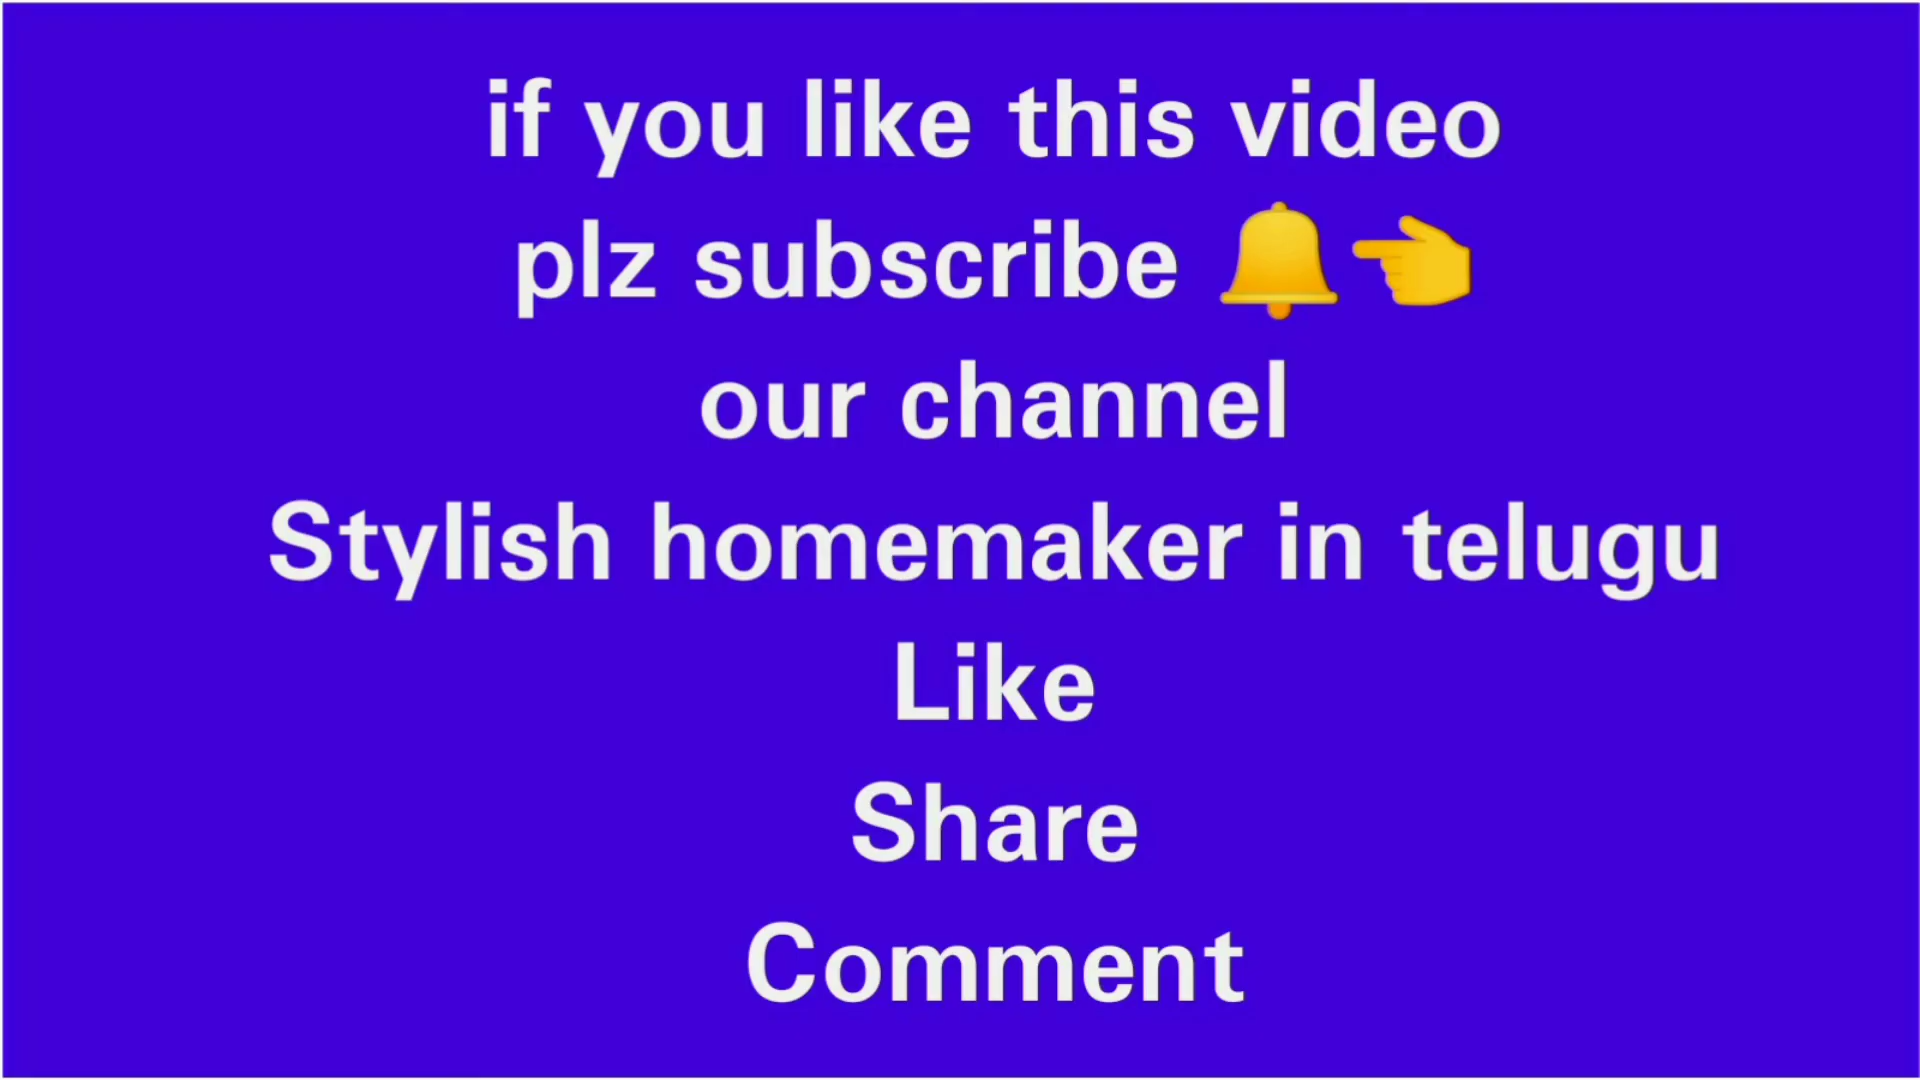 if you like this video
plz subscribe 🔔👈
our channel
Stylish homemaker in telugu
Like
Share
Comment